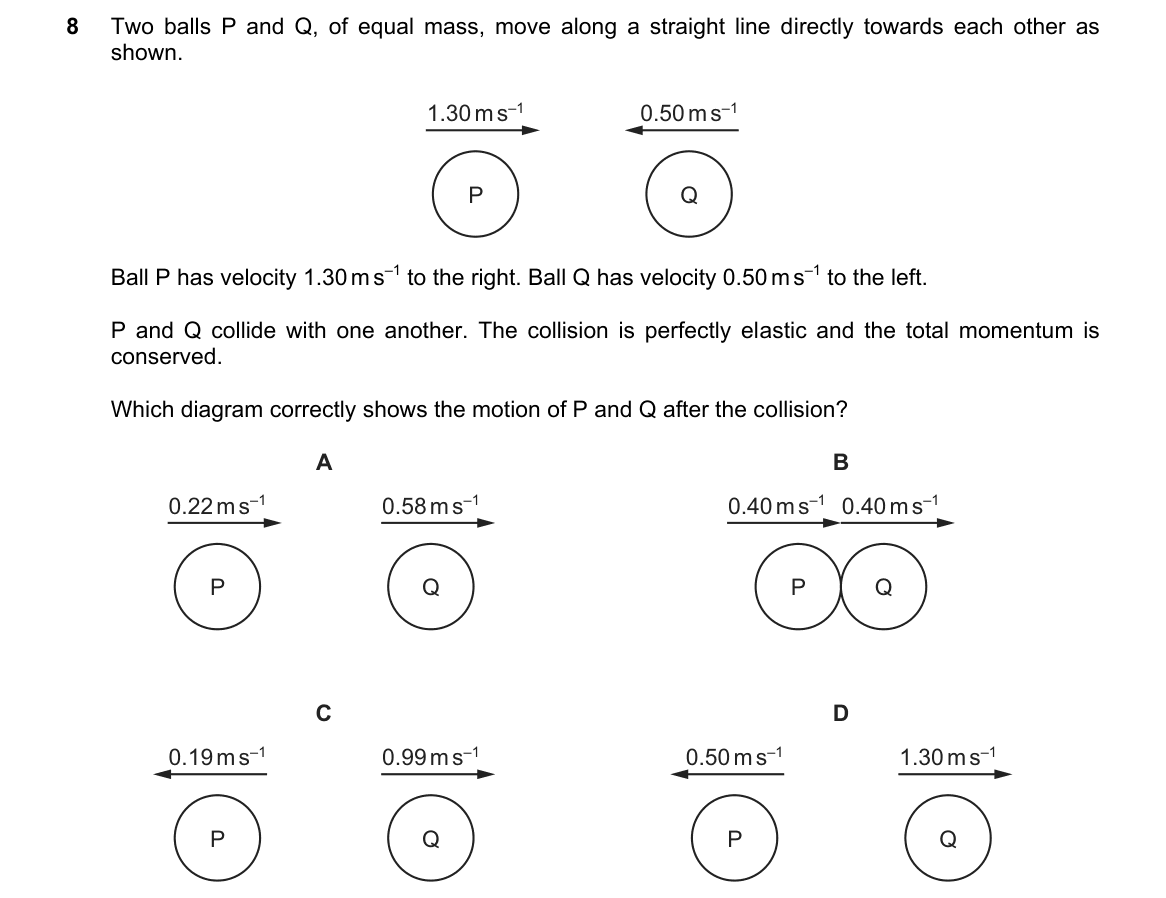 8 Two balls P and Q, of equal mass, move along a straight line directly towards each other as
shown.
1.30 m s⁻¹ 0.50 m s⁻¹
P Q
Ball P has velocity 1.30 m s⁻¹ to the right. Ball Q has velocity 0.50 m s⁻¹ to the left.
P and Q collide with one another. The collision is perfectly elastic and the total momentum is
conserved.
Which diagram correctly shows the motion of P and Q after the collision?
A B
0.22 m s⁻¹ 0.58 m s⁻¹ 0.40 m s⁻¹ 0.40 m s⁻¹
P Q P Q
C D
0.19 m s⁻¹ 0.99 m s⁻¹ 0.50 m s⁻¹ 1.30 m s⁻¹
P Q P Q